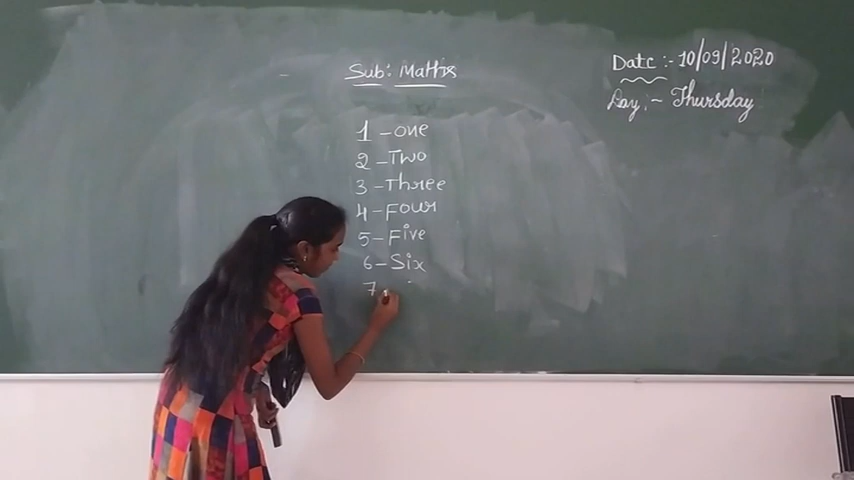 Sub: Maths
Date :- 10/09/2020
Day :- Thursday
1 - one
2 - Two
3 - Three
4 - Four
5 - Five
6 - Six
7